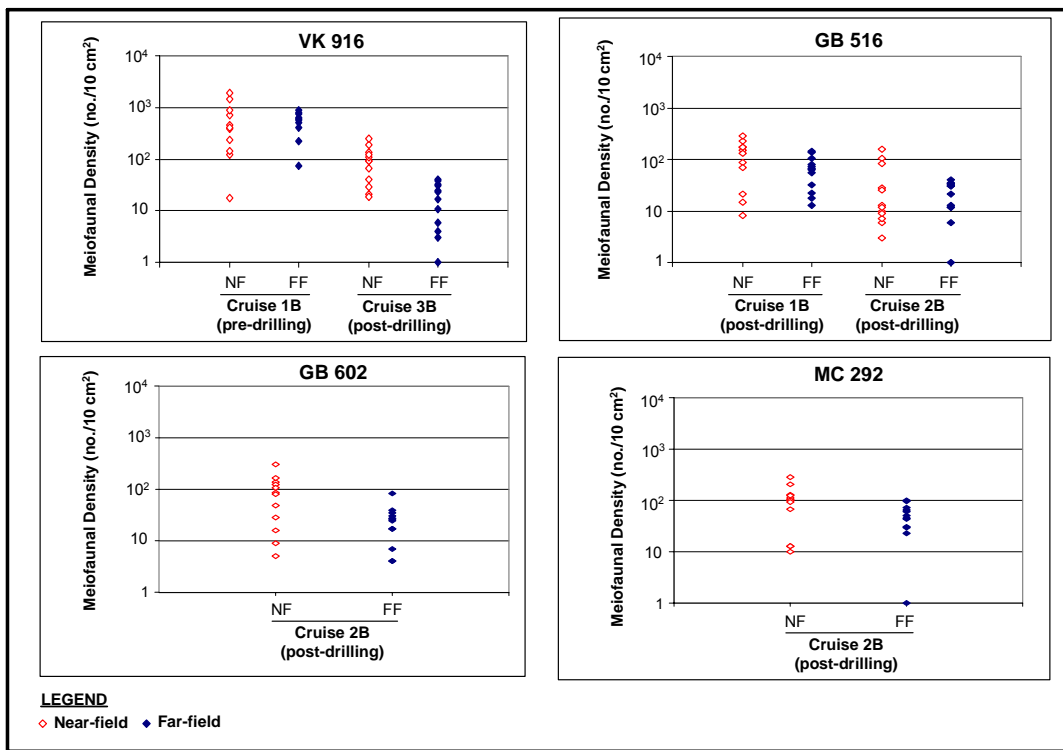 VK 916
Meiofaunal Density (no./10 cm²)
10⁴
10³
10²
10
1
NF FF NF FF
Cruise 1B Cruise 3B
(pre-drilling) (post-drilling)
GB 516
Meiofaunal Density (no./10 cm²)
10⁴
10³
10²
10
1
NF FF NF FF
Cruise 1B Cruise 2B
(post-drilling) (post-drilling)
GB 602
Meiofaunal Density (no./10 cm²)
10⁴
10³
10²
10
1
NF FF
Cruise 2B
(post-drilling)
MC 292
Meiofaunal Density (no./10 cm²)
10⁴
10³
10²
10
1
NF FF
Cruise 2B
(post-drilling)
LEGEND
Near-field Far-field